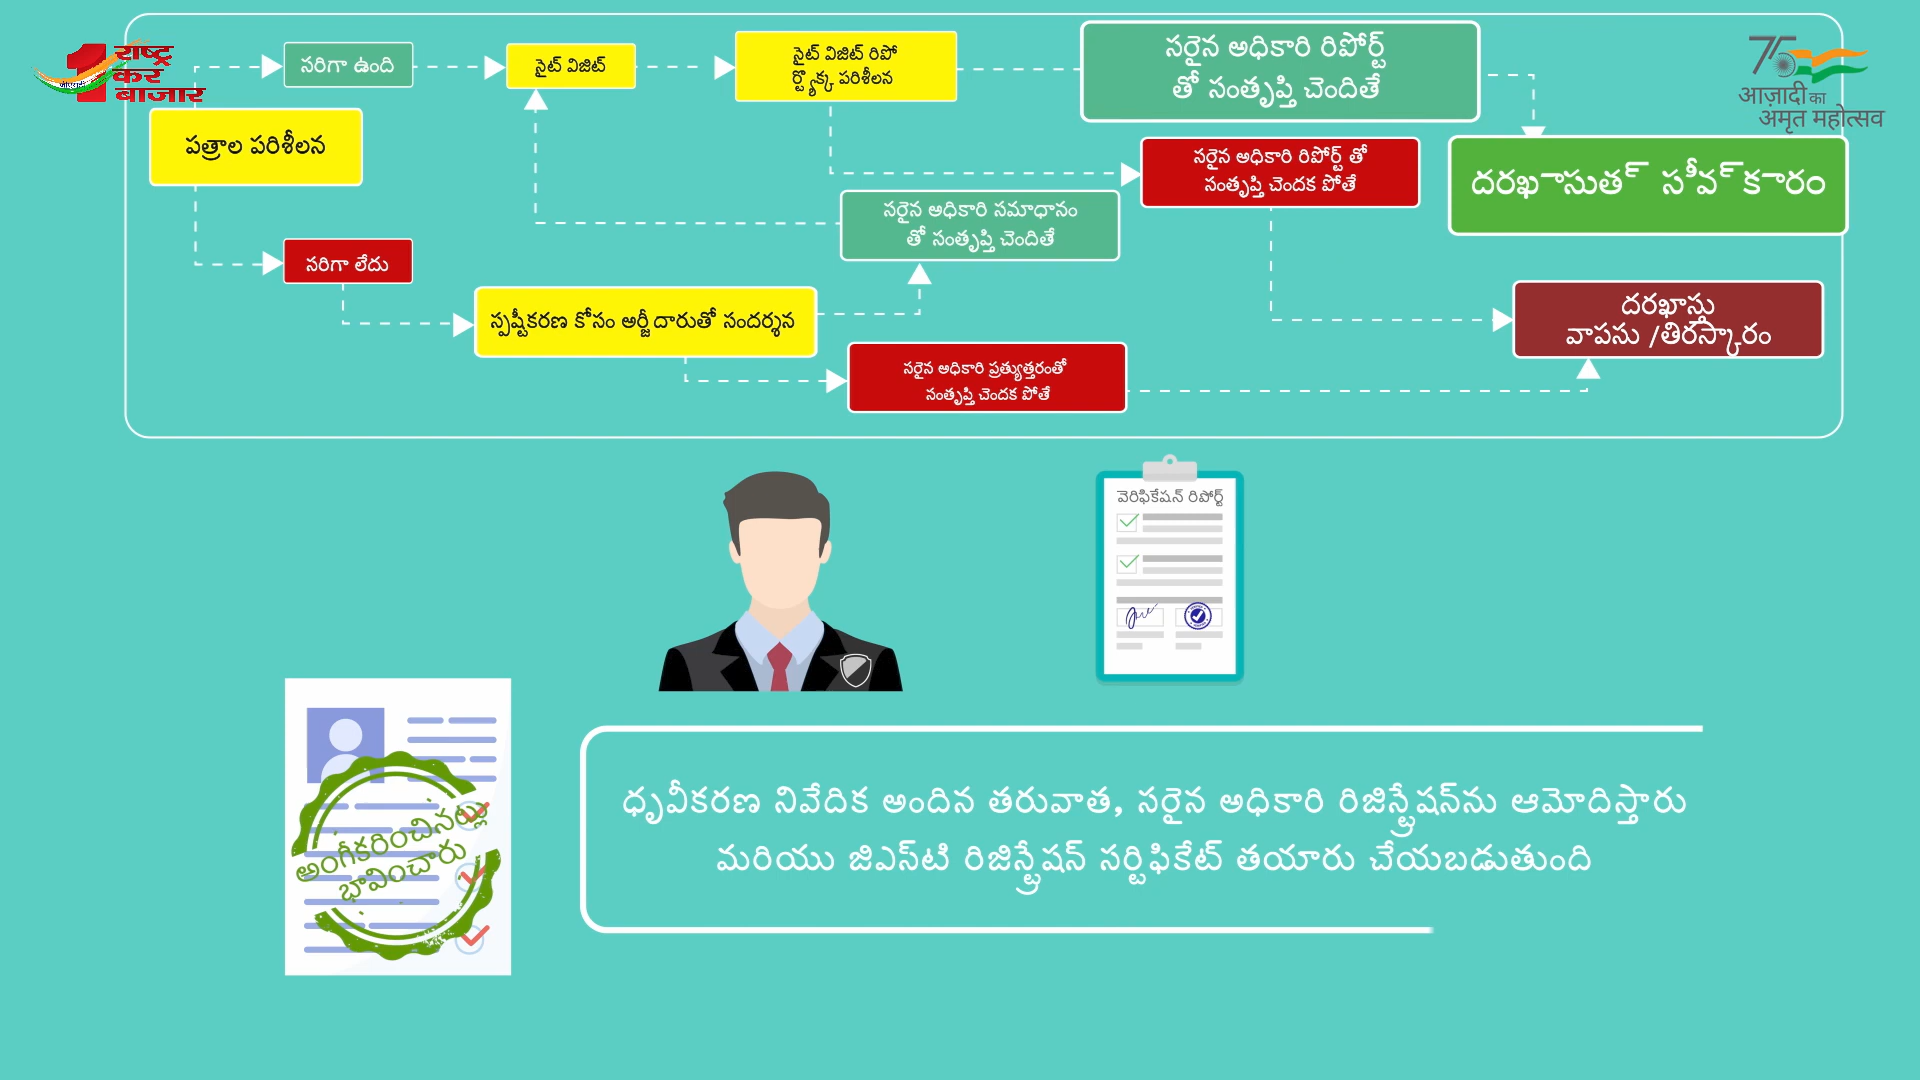 राष्ट्र
कर
बाजार
సరిగా ఉంది
సైట్ విజిట్
సైట్ విజిట్ రిపో
ర్ట్యొక్క పరిశీలన
సరైన అధికారి రిపోర్ట్
తో సంతృప్తి చెందితే
75
आज़ादी का
अमृत महोत्सव
పత్రాల పరిశీలన
సరైన అధికారి రిపోర్ట్ తో
సంతృప్తి చెందక పోతే
దరఖాసుత్ సీవ్కారం
సరైన అధికారి సమాధానం
తో సంతృప్తి చెందితే
సరిగా లేదు
స్పష్టీకరణ కోసం అర్జీదారుతో సందర్శన
దరఖాస్తు
వాపసు /తిరస్కారం
సరైన అధికారి ప్రత్యుత్తరంతో
సంతృప్తి చెందక పోతే
వెరిఫికేషన్ రిపోర్ట్
అంగీకరించినట్లు
భావించారు
ధృవీకరణ నివేదిక అందిన తరువాత, సరైన అధికారి రిజిస్ట్రేషన్‌ను ఆమోదిస్తారు
మరియు జిఎస్‌టి రిజిస్ట్రేషన్ సర్టిఫికేట్ తయారు చేయబడుతుంది